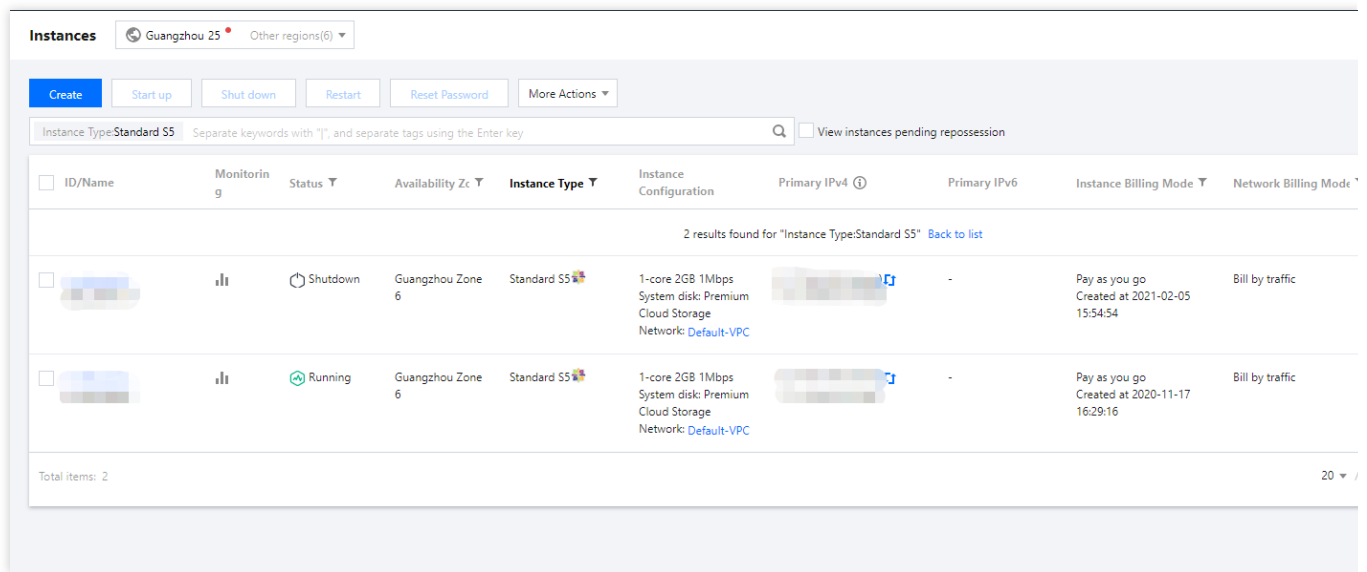 Instances Guangzhou 25 Other regions(6)
Create Start up Shut down Restart Reset Password More Actions
Instance Type:Standard S5 Separate keywords with "|", and separate tags using the Enter key View instances pending repossession
ID/Name Monitorin
g Status Availability Zc Instance Type Instance
Configuration Primary IPv4 Primary IPv6 Instance Billing Mode Network Billing Mode
2 results found for "Instance Type:Standard S5" Back to list
Shutdown Guangzhou Zone
6 Standard S5 1-core 2GB 1Mbps
System disk: Premium
Cloud Storage
Network: Default-VPC - Pay as you go
Created at 2021-02-05
15:54:54 Bill by traffic
Running Guangzhou Zone
6 Standard S5 1-core 2GB 1Mbps
System disk: Premium
Cloud Storage
Network: Default-VPC - Pay as you go
Created at 2020-11-17
16:29:16 Bill by traffic
Total items: 2 20 /